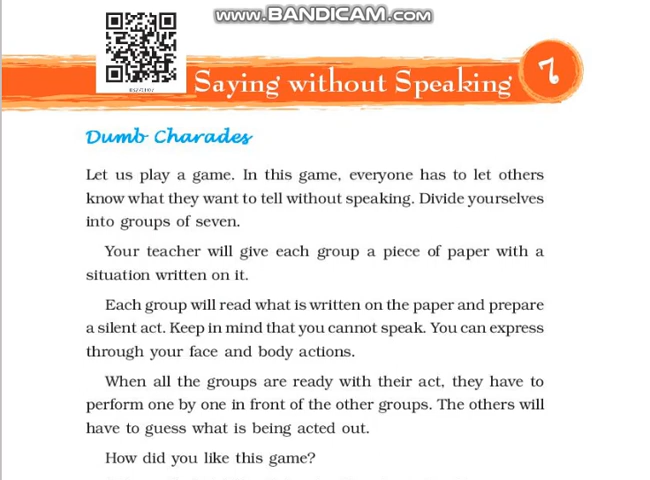 www.BANDICAM.com
Saying without Speaking
7
Dumb Charades
Let us play a game. In this game, everyone has to let others
know what they want to tell without speaking. Divide yourselves
into groups of seven.
Your teacher will give each group a piece of paper with a
situation written on it.
Each group will read what is written on the paper and prepare
a silent act. Keep in mind that you cannot speak. You can express
through your face and body actions.
When all the groups are ready with their act, they have to
perform one by one in front of the other groups. The others will
have to guess what is being acted out.
How did you like this game?